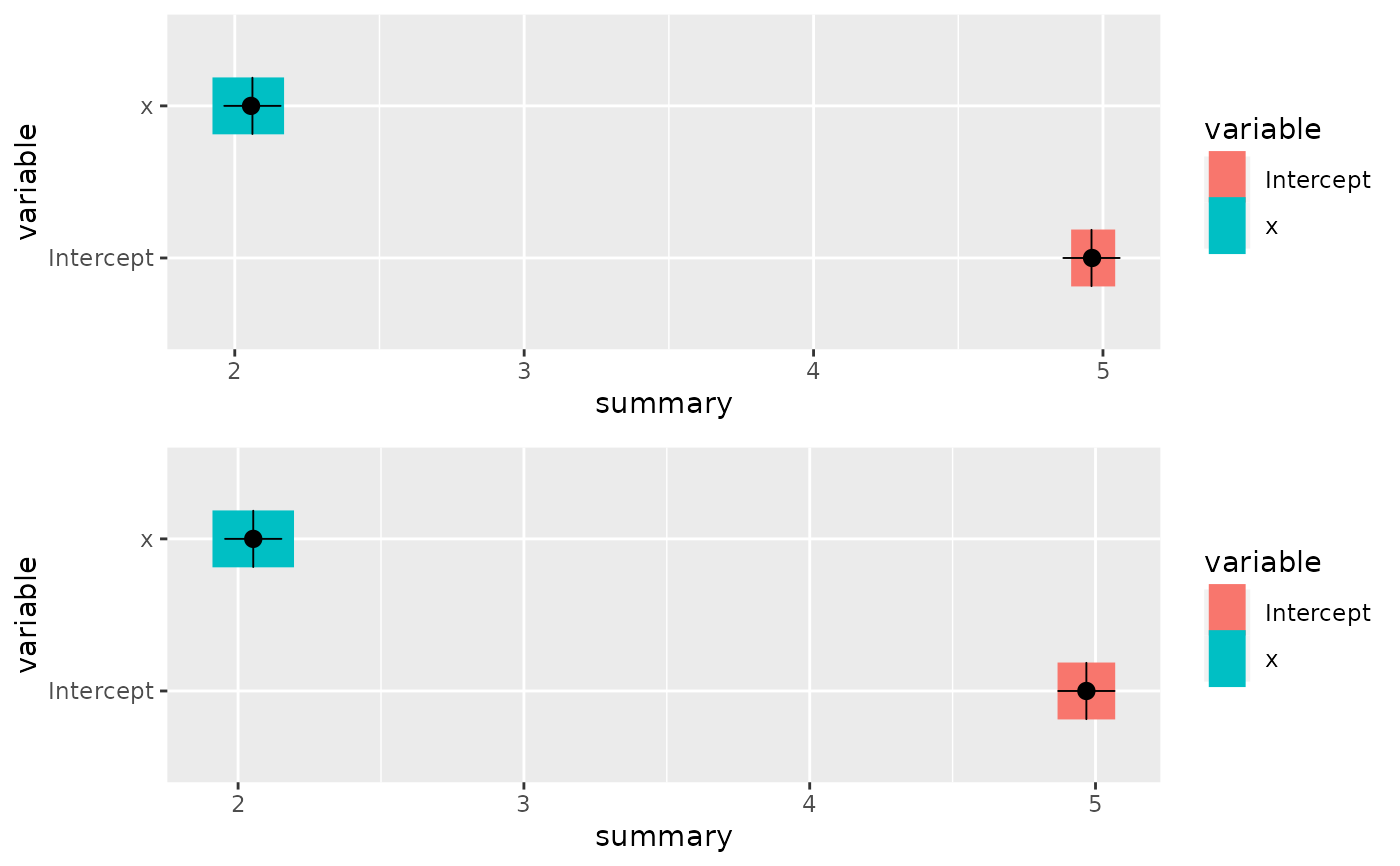 variable
x
Intercept
2 3 4 5
summary
variable
Intercept
x
variable
x
Intercept
2 3 4 5
summary
variable
Intercept
x